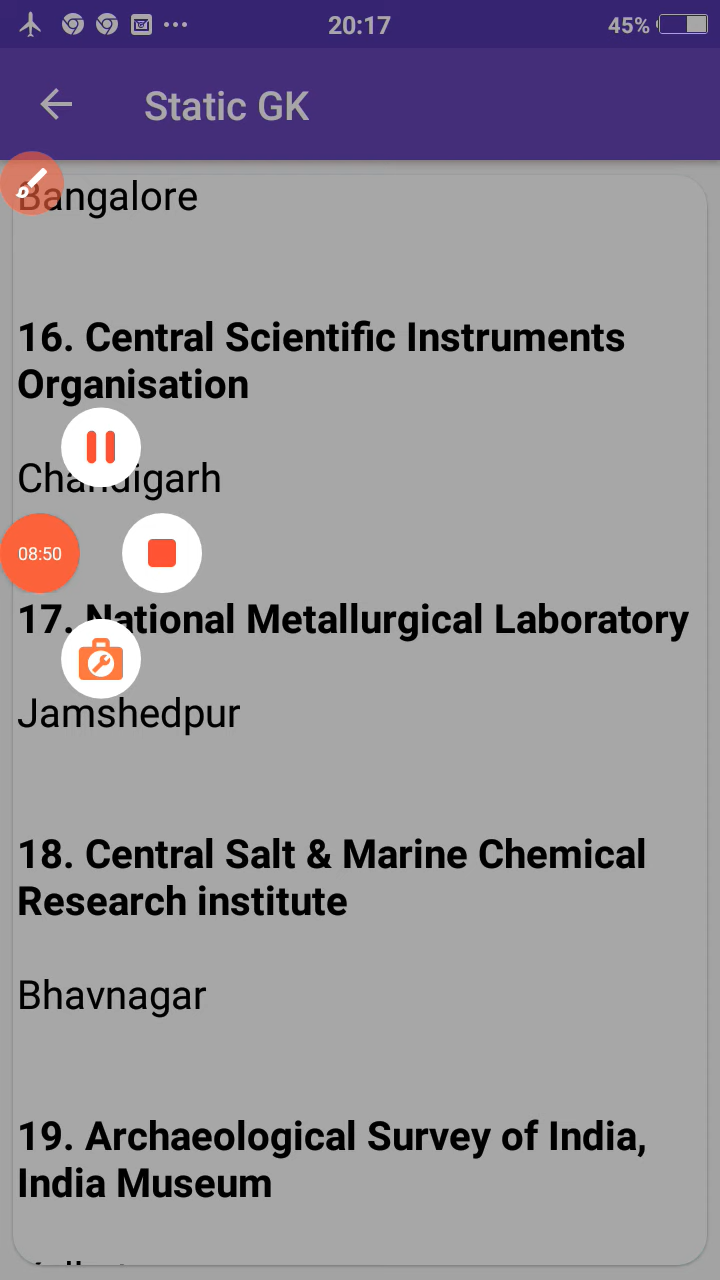 20:17
45%
Static GK
Bangalore
16. Central Scientific Instruments
Organisation
Chandigarh
08:50
17. National Metallurgical Laboratory
Jamshedpur
18. Central Salt & Marine Chemical
Research institute
Bhavnagar
19. Archaeological Survey of India,
India Museum